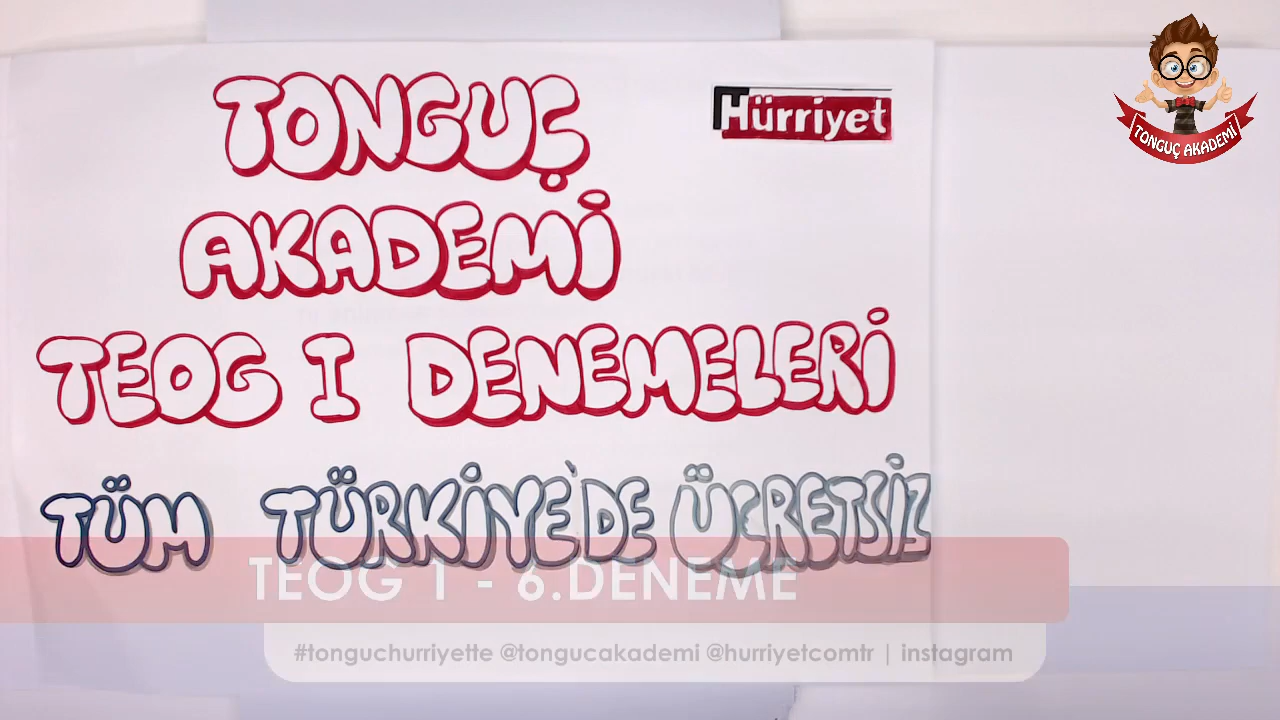 TONGUÇ
Hürriyet
TONGUÇ AKADEMİ
AKADEMİ
TEOG I DENEMELERİ
TÜM TÜRKİYE'DE ÜCRETSİZ
TEOG 1 - 6.DENEME
#tonguchurriyette @tongucakademi @hurriyetcomtr | instagram